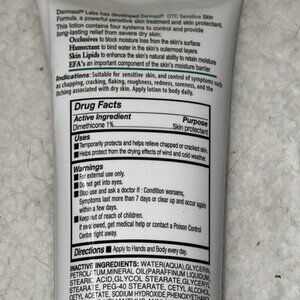 Dermasil Labs has developed Dermasil® OTC Sensitive Skin
Formula, a powerful sensitive skin treatment and skin protectant.
This lotion contains four systems to control and provide
long-lasting relief from severe dry skin:
Occlusives to block moisture loss from the skin's surface
Humectant to bind water in the skin's outermost layers
Skin Lipids to enhance the skin's natural ability to retain moisture
EFA's an important component of the skin's moisture barrier
Indications: Suitable for sensitive skin, and control of symptoms such
as chapping, cracking, flaking, roughness, redness, soreness, and the
itching associated with dry skin. Apply lotion to body daily.
Drug Facts
Active Ingredient Purpose
Dimethicone 1% Skin protectant
Uses
■ Temporarily protects and helps relieve chapped or cracked skin
■ Helps protect from the drying effects of wind and cold weather.
Warnings
■ For external use only.
■ Do not get into eyes.
■ Stop use and ask a doctor if: Condition worsens,
Symptoms last more than 7 days or clear up and occur again
within a few days.
■ Keep out of reach of children.
If swallowed, get medical help or contact a Poison Control
Center right away.
Directions ■ Apply to Hands and Body every day.
INACTIVE INGREDIENTS: WATER(AQUA), GLYCERIN,
PETROLATUM, MINERAL OIL(PARAFFINUM LIQUIDUM
STEARIC ACID, GLYCOL STEARATE, GLYCERYL
STEARATE, PEG-40 STEARATE, CETYL ALCOHOL,
CETYL ACETATE, SODIUM HYDROXIDE, PHENOXYETH